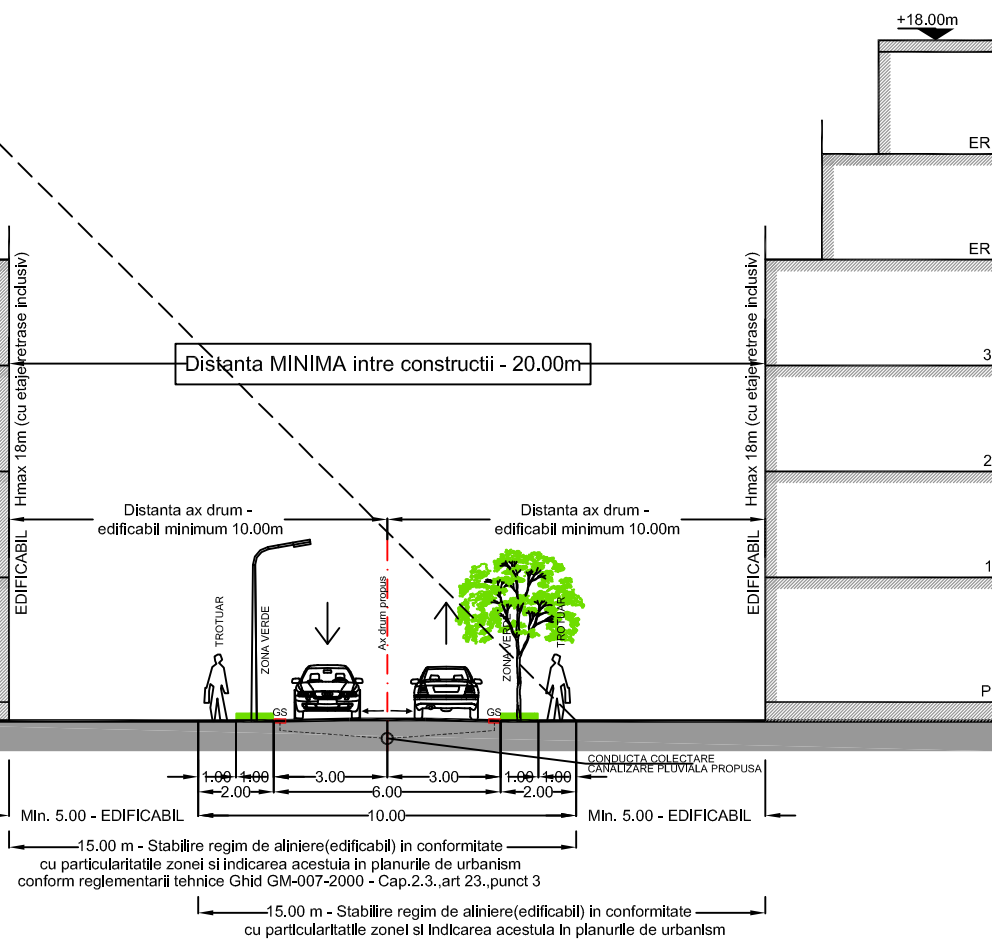 +18.00m
ER
ER
Hmax 18m (cu etaje retrase inclusiv)
Hmax 18m (cu etaje retrase inclusiv)
3
Distanta MINIMA intre constructii - 20.00m
2
Distanta ax drum -
edificabil minimum 10.00m
Distanta ax drum -
edificabil minimum 10.00m
EDIFICABIL
EDIFICABIL
1
TROTUAR
ZONA VERDE
Ax drum propus
ZONA VERDE
TROTUAR
P
GS
GS
CONDUCTA COLECTARE
CANALIZARE PLUVIALA PROPUSA
1.00 1.00 3.00 3.00 1.00 1.00
2.00 6.00 2.00
Min. 5.00 - EDIFICABIL 10.00 Min. 5.00 - EDIFICABIL
15.00 m - Stabilire regim de aliniere(edificabil) in conformitate
cu particularitatile zonei si indicarea acestuia in planurile de urbanism
conform reglementarii tehnice Ghid GM-007-2000 - Cap.2.3.,art 23.,punct 3
15.00 m - Stabilire regim de aliniere(edificabil) in conformitate
cu particularitatile zonei si indicarea acestuia in planurile de urbanism